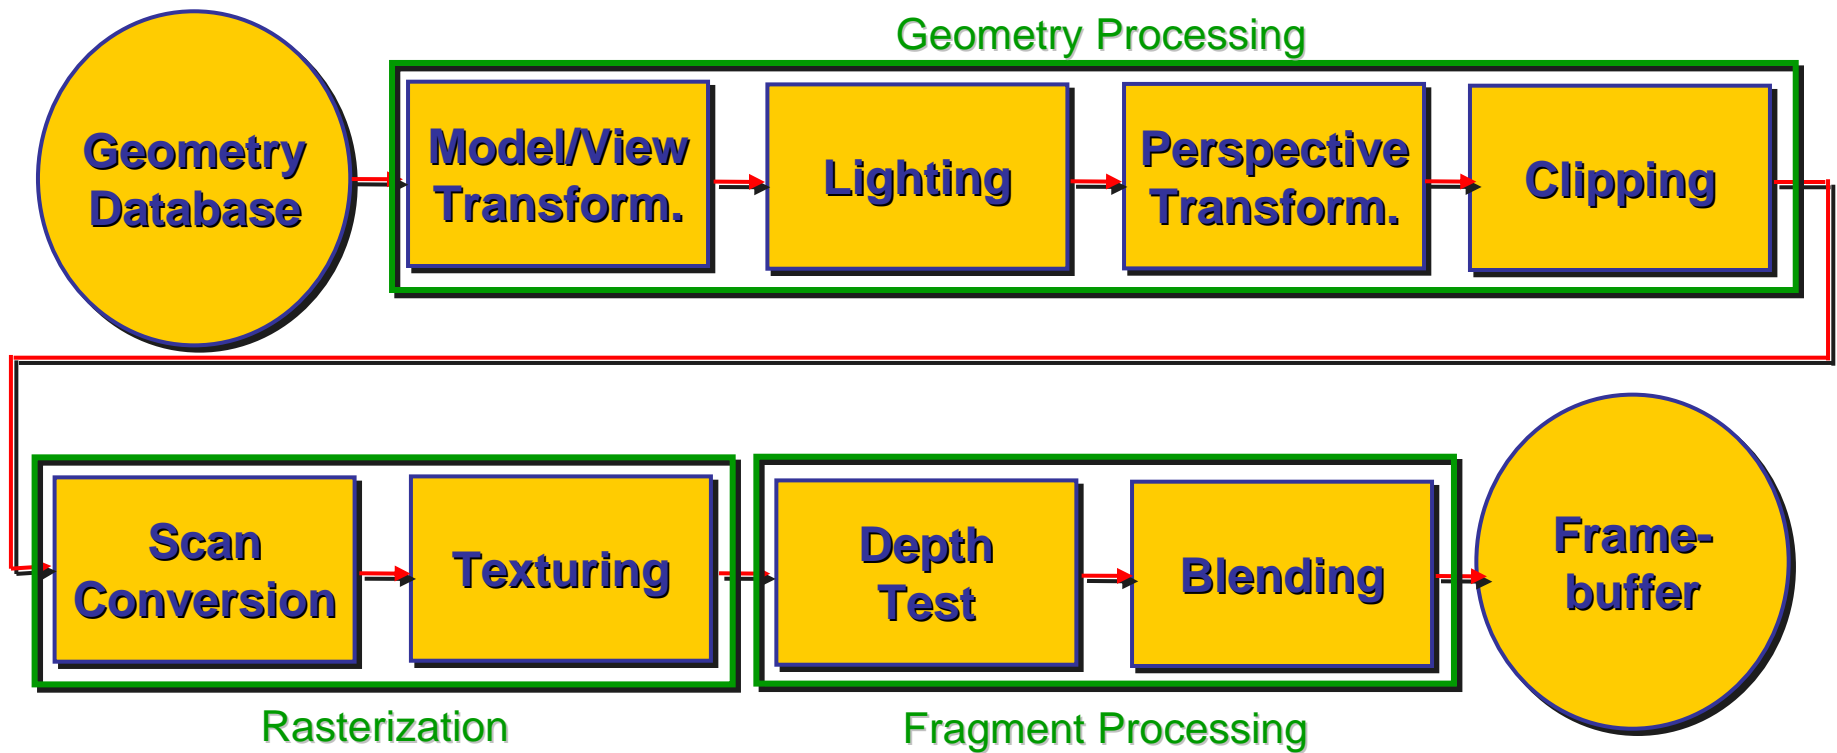 Geometry Processing
Geometry
Database
Model/View
Transform.
Lighting
Perspective
Transform.
Clipping
Scan
Conversion
Texturing
Depth
Test
Blending
Frame-
buffer
Rasterization
Fragment Processing